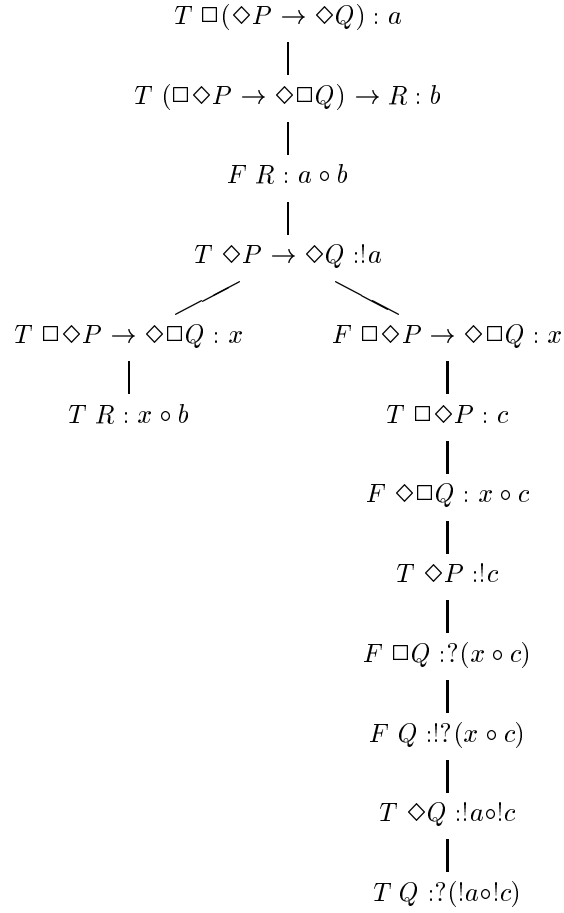 T □(◇P → ◇Q) : a
T (□◇P → ◇□Q) → R : b
F R : a ∘ b
T ◇P → ◇Q :!a
T □◇P → ◇□Q : x
F □◇P → ◇□Q : x
T R : x ∘ b
T □◇P : c
F ◇□Q : x ∘ c
T ◇P :!c
F □Q :?(x ∘ c)
F Q :!?(x ∘ c)
T ◇Q :!a∘!c
T Q :?(!a∘!c)